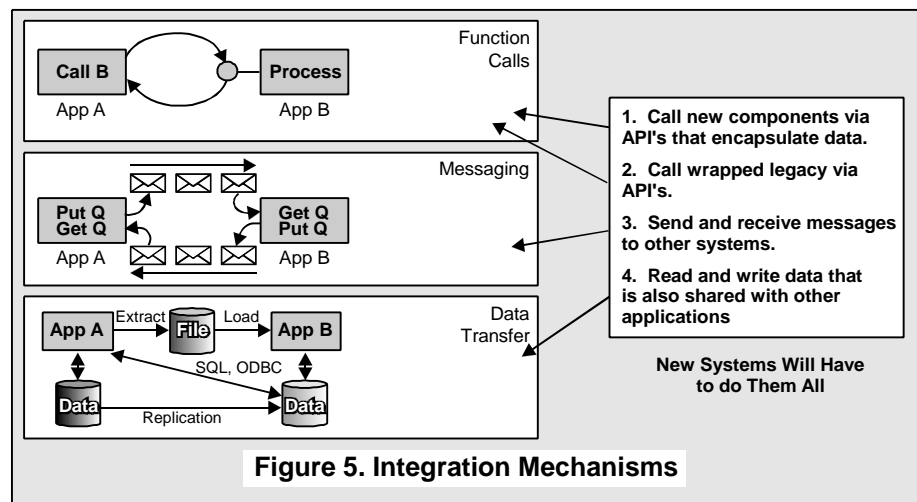 Function
Calls
Call B
Process
App A
App B
Messaging
Put Q
Get Q
Get Q
Put Q
App A
App B
Data
Transfer
App A
Extract
File
Load
App B
SQL, ODBC
Data
Replication
Data
1. Call new components via
API's that encapsulate data.
2. Call wrapped legacy via
API's.
3. Send and receive messages
to other systems.
4. Read and write data that
is also shared with other
applications
New Systems Will Have
to do Them All
Figure 5. Integration Mechanisms